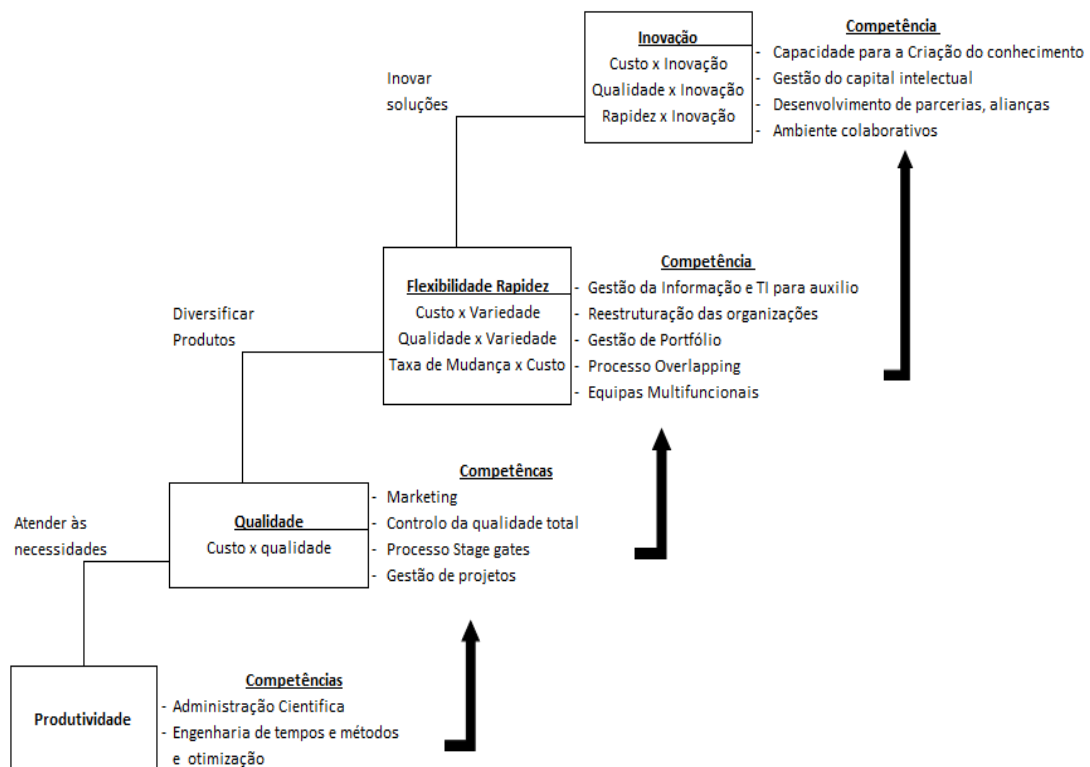 Inovação
Custo x Inovação
Qualidade x Inovação
Rapidez x Inovação
Competência
- Capacidade para a Criação do conhecimento
- Gestão do capital intelectual
- Desenvolvimento de parcerias, alianças
- Ambiente colaborativos
Inovar
soluções
Flexibilidade Rapidez
Custo x Variedade
Qualidade x Variedade
Taxa de Mudança x Custo
Competência
- Gestão da Informação e TI para auxilio
- Reestruturação das organizações
- Gestão de Portfólio
- Processo Overlapping
- Equipas Multifuncionais
Diversificar
Produtos
Qualidade
Custo x qualidade
Competêncas
- Marketing
- Controlo da qualidade total
- Processo Stage gates
- Gestão de projetos
Atender às
necessidades
Produtividade
Competências
- Administração Cientifica
- Engenharia de tempos e métodos
e otimização